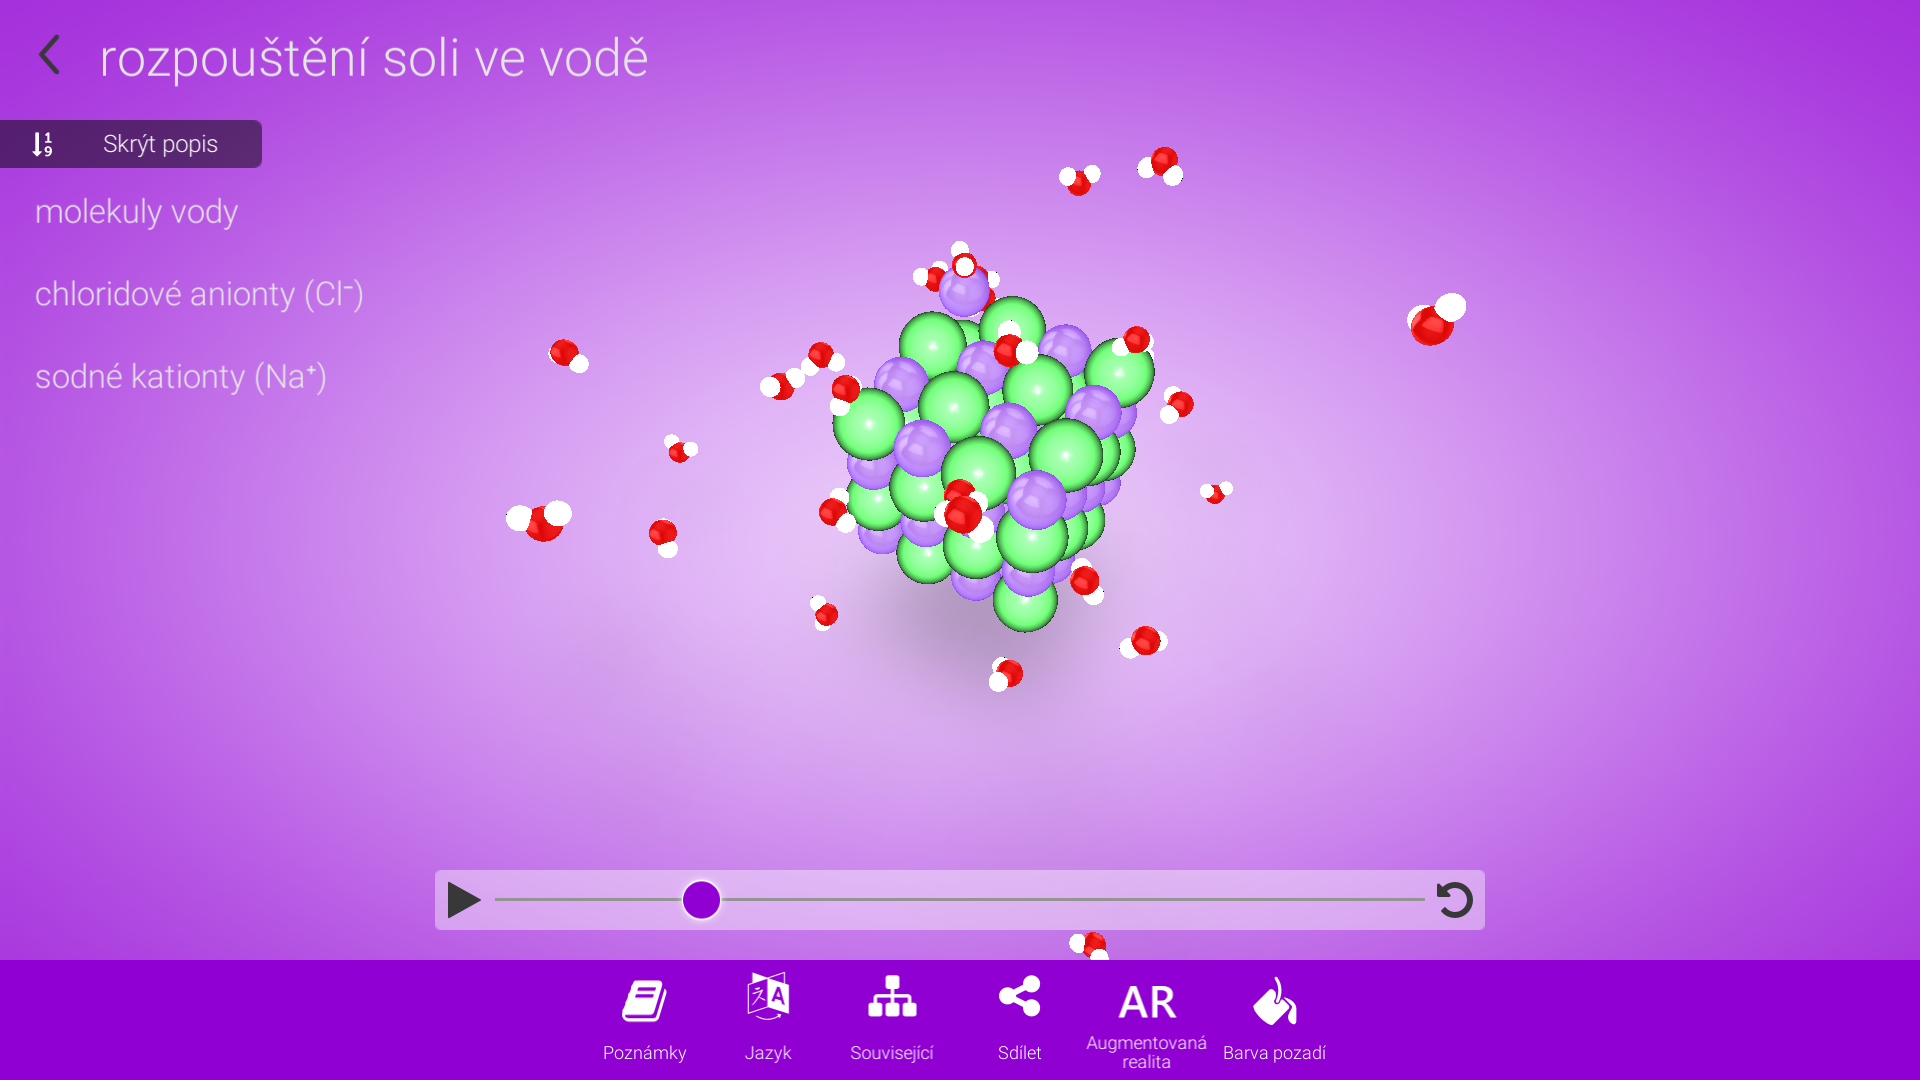 rozpouštění soli ve vodě
Skrýt popis
molekuly vody
chloridové anionty (Cl⁻)
sodné kationty (Na⁺)
Poznámky
Jazyk
Související
Sdílet
AR
Augmentovaná
realita
Barva pozadí